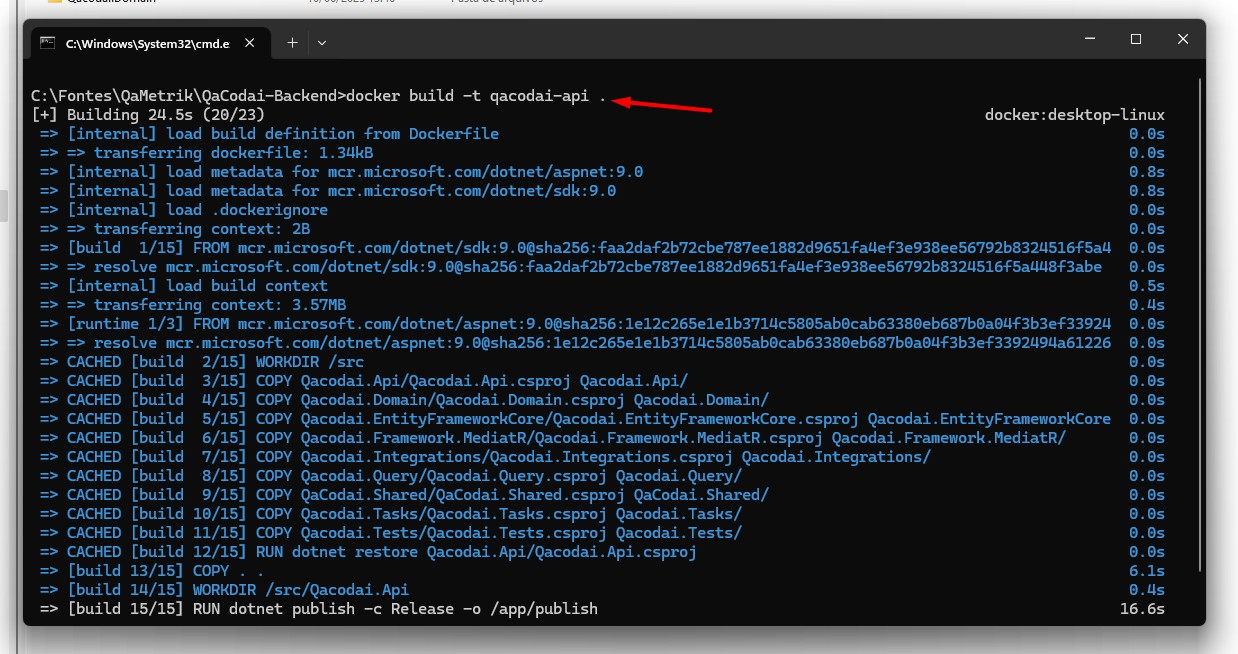 C:\Windows\System32\cmd.e
C:\Fontes\QaMetrik\QaCodai-Backend>docker build -t qacodai-api .
[+] Building 24.5s (20/23) docker:desktop-linux
=> [internal] load build definition from Dockerfile 0.0s
=> => transferring dockerfile: 1.34kB 0.0s
=> [internal] load metadata for mcr.microsoft.com/dotnet/aspnet:9.0 0.8s
=> [internal] load metadata for mcr.microsoft.com/dotnet/sdk:9.0 0.8s
=> [internal] load .dockerignore 0.0s
=> => transferring context: 2B 0.0s
=> [build  1/15] FROM mcr.microsoft.com/dotnet/sdk:9.0@sha256:faa2daf2b72cbe787ee1882d9651fa4ef3e938ee56792b8324516f5a4 0.0s
=> => resolve mcr.microsoft.com/dotnet/sdk:9.0@sha256:faa2daf2b72cbe787ee1882d9651fa4ef3e938ee56792b8324516f5a448f3abe 0.0s
=> [internal] load build context 0.5s
=> => transferring context: 3.57MB 0.4s
=> [runtime 1/3] FROM mcr.microsoft.com/dotnet/aspnet:9.0@sha256:1e12c265e1e1b3714c5805ab0cab63380eb687b0a04f3b3ef33924 0.0s
=> => resolve mcr.microsoft.com/dotnet/aspnet:9.0@sha256:1e12c265e1e1b3714c5805ab0cab63380eb687b0a04f3b3ef3392494a61226 0.0s
=> CACHED [build  2/15] WORKDIR /src 0.0s
=> CACHED [build  3/15] COPY Qacodai.Api/Qacodai.Api.csproj Qacodai.Api/ 0.0s
=> CACHED [build  4/15] COPY Qacodai.Domain/Qacodai.Domain.csproj Qacodai.Domain/ 0.0s
=> CACHED [build  5/15] COPY Qacodai.EntityFrameworkCore/Qacodai.EntityFrameworkCore.csproj Qacodai.EntityFrameworkCore 0.0s
=> CACHED [build  6/15] COPY Qacodai.Framework.MediatR/Qacodai.Framework.MediatR.csproj Qacodai.Framework.MediatR/ 0.0s
=> CACHED [build  7/15] COPY Qacodai.Integrations/Qacodai.Integrations.csproj Qacodai.Integrations/ 0.0s
=> CACHED [build  8/15] COPY Qacodai.Query/Qacodai.Query.csproj Qacodai.Query/ 0.0s
=> CACHED [build  9/15] COPY QaCodai.Shared/QaCodai.Shared.csproj QaCodai.Shared/ 0.0s
=> CACHED [build 10/15] COPY Qacodai.Tasks/Qacodai.Tasks.csproj Qacodai.Tasks/ 0.0s
=> CACHED [build 11/15] COPY Qacodai.Tests/Qacodai.Tests.csproj Qacodai.Tests/ 0.0s
=> CACHED [build 12/15] RUN dotnet restore Qacodai.Api/Qacodai.Api.csproj 0.0s
=> [build 13/15] COPY . . 6.1s
=> [build 14/15] WORKDIR /src/Qacodai.Api 0.4s
=> [build 15/15] RUN dotnet publish -c Release -o /app/publish 16.6s